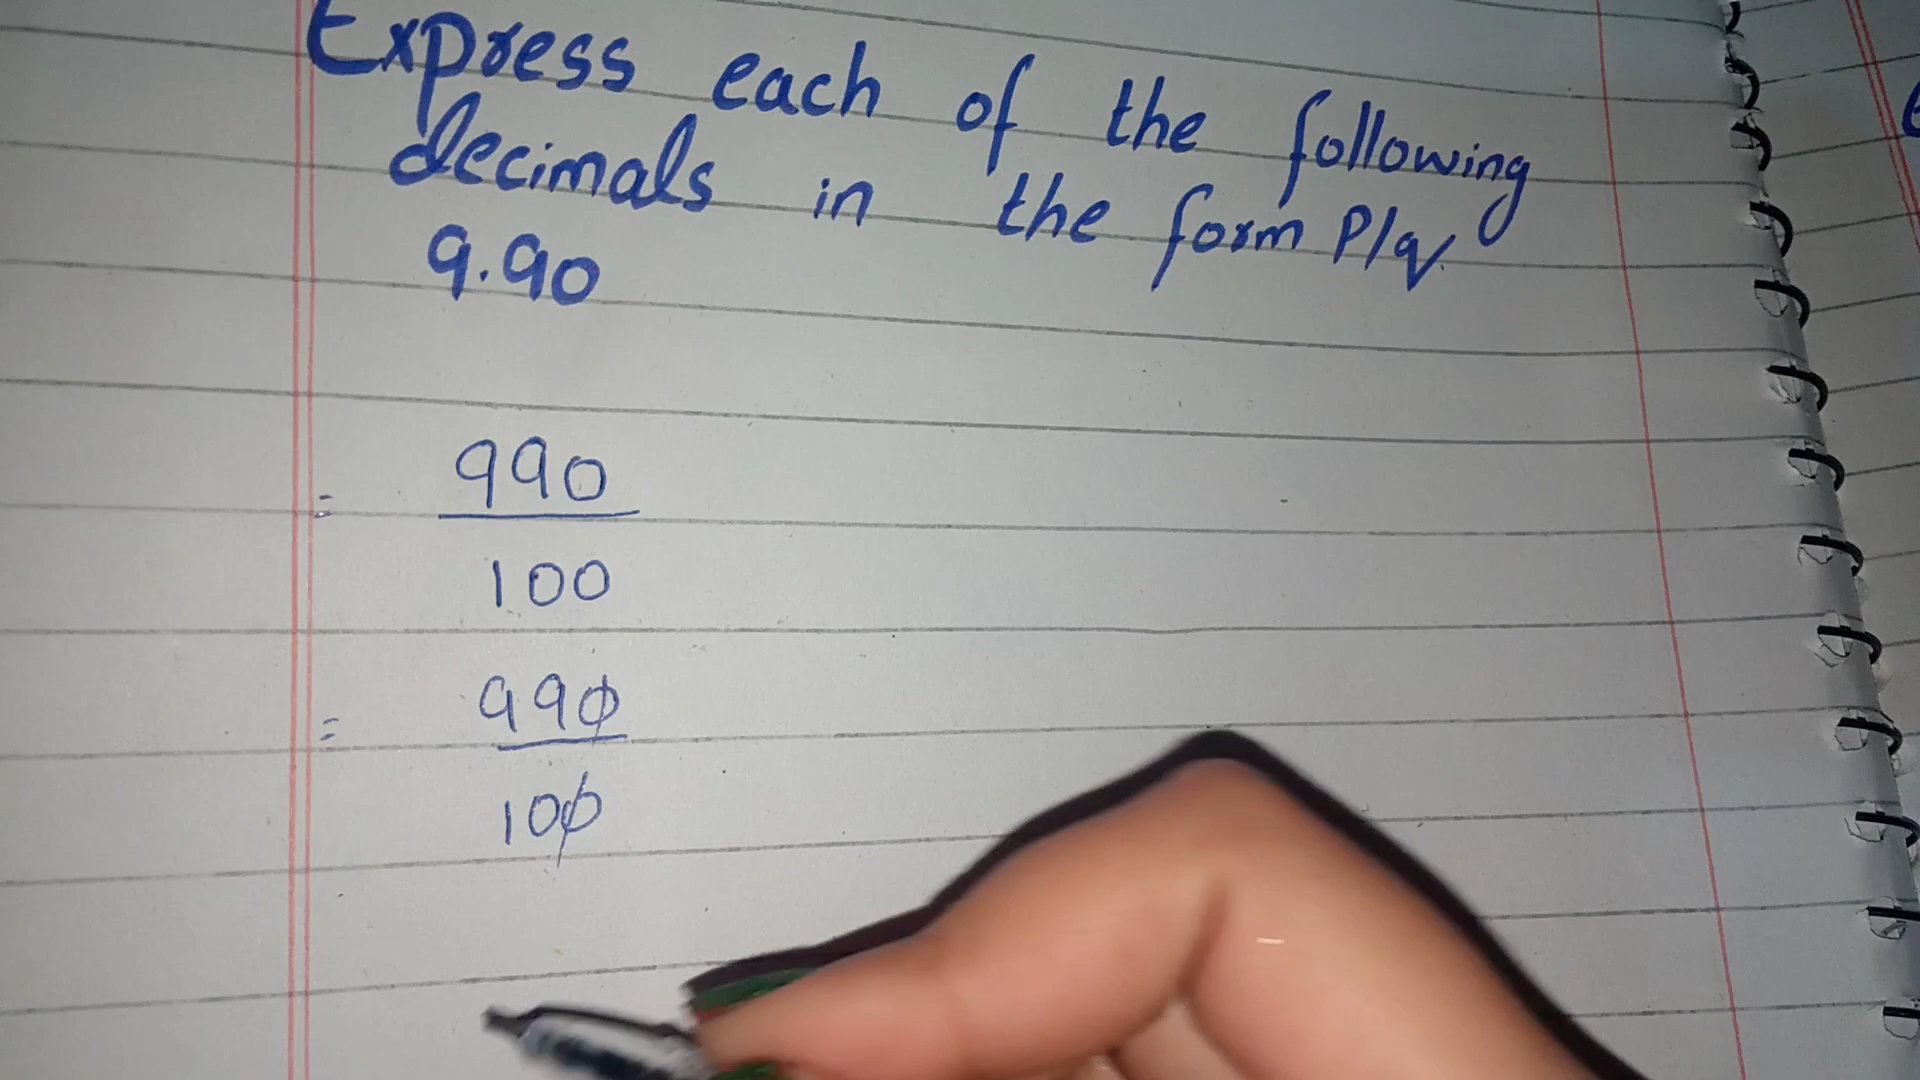 Express each of the following
decimals in the form P/q.
9.90
= 990
100
= 990
100